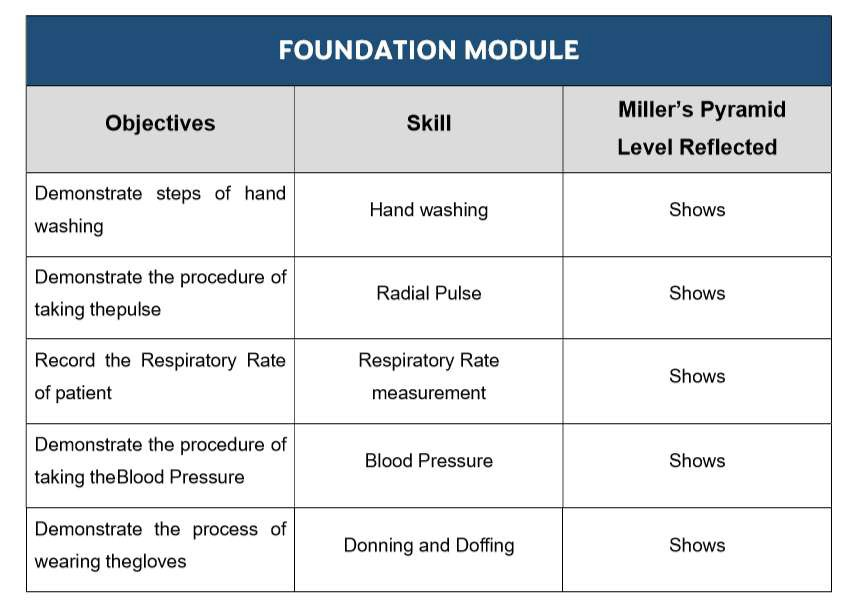 FOUNDATION MODULE
Objectives
Skill
Miller's Pyramid
Level Reflected
Demonstrate steps of hand
washing
Hand washing
Shows
Demonstrate the procedure of
taking thepulse
Radial Pulse
Shows
Record the Respiratory Rate
of patient
Respiratory Rate
measurement
Shows
Demonstrate the procedure of
taking theBlood Pressure
Blood Pressure
Shows
Demonstrate the process of
wearing thegloves
Donning and Doffing
Shows